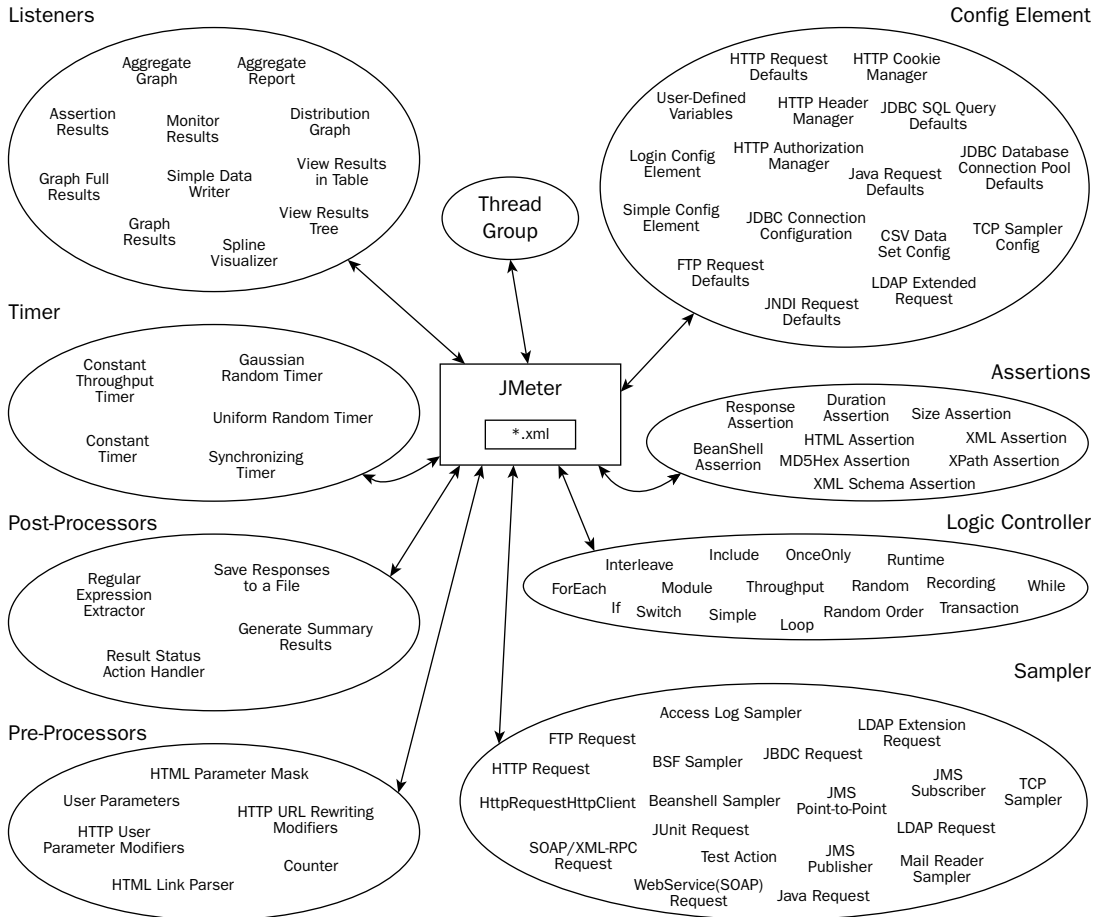 Listeners
Aggregate
Graph
Aggregate
Report
Assertion
Results
Monitor
Results
Distribution
Graph
Graph Full
Results
Simple Data
Writer
View Results
in Table
Graph
Results
Spline
Visualizer
View Results
Tree
Thread
Group
Config Element
HTTP Request
Defaults
HTTP Cookie
Manager
User-Defined
Variables
HTTP Header
Manager
JDBC SQL Query
Defaults
Login Config
Element
HTTP Authorization
Manager
Java Request
Defaults
JDBC Database
Connection Pool
Defaults
Simple Config
Element
JDBC Connection
Configuration
CSV Data
Set Config
TCP Sampler
Config
FTP Request
Defaults
JNDI Request
Defaults
LDAP Extended
Request
Timer
Constant
Throughput
Timer
Gaussian
Random Timer
Uniform Random Timer
Constant
Timer
Synchronizing
Timer
JMeter
*.xml
Assertions
Response
Assertion
Duration
Assertion
Size Assertion
BeanShell
Asserrion
HTML Assertion
XML Assertion
MD5Hex Assertion
XPath Assertion
XML Schema Assertion
Post-Processors
Regular
Expression
Extractor
Save Responses
to a File
Generate Summary
Results
Result Status
Action Handler
Logic Controller
Interleave
Include
OnceOnly
Runtime
ForEach
Module
Throughput
Random
Recording
While
If
Switch
Simple
Loop
Random Order
Transaction
Pre-Processors
HTML Parameter Mask
User Parameters
HTTP URL Rewriting
Modifiers
HTTP User
Parameter Modifiers
Counter
HTML Link Parser
Sampler
Access Log Sampler
FTP Request
LDAP Extension
Request
HTTP Request
BSF Sampler
JBDC Request
JMS
Subscriber
TCP
Sampler
HttpRequestHttpClient
Beanshell Sampler
JMS
Point-to-Point
JUnit Request
LDAP Request
SOAP/XML-RPC
Request
Test Action
JMS
Publisher
Mail Reader
Sampler
WebService(SOAP)
Request
Java Request